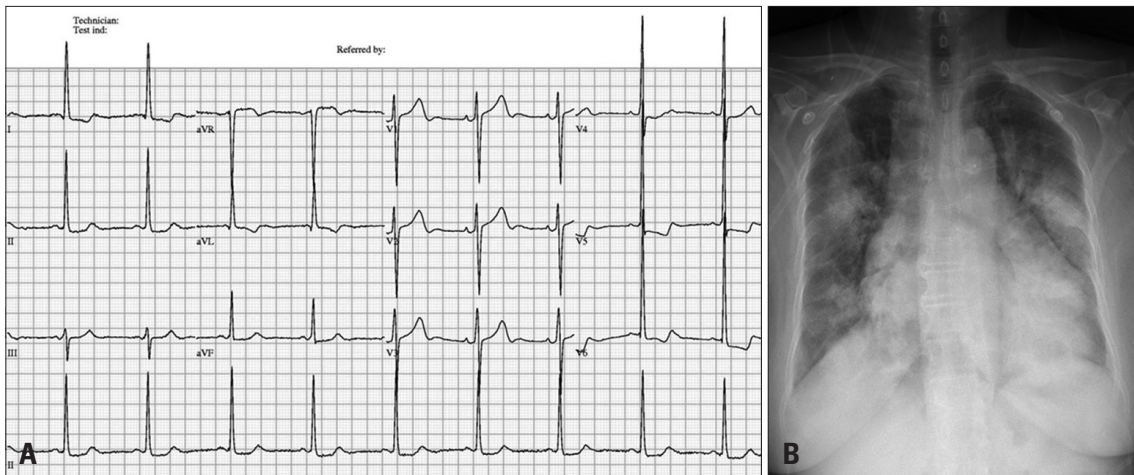 Technician:
Test ind:
Referred by:
I
aVR
V1
V4
II
aVL
V2
V5
III
aVF
V3
V6
II
A
B